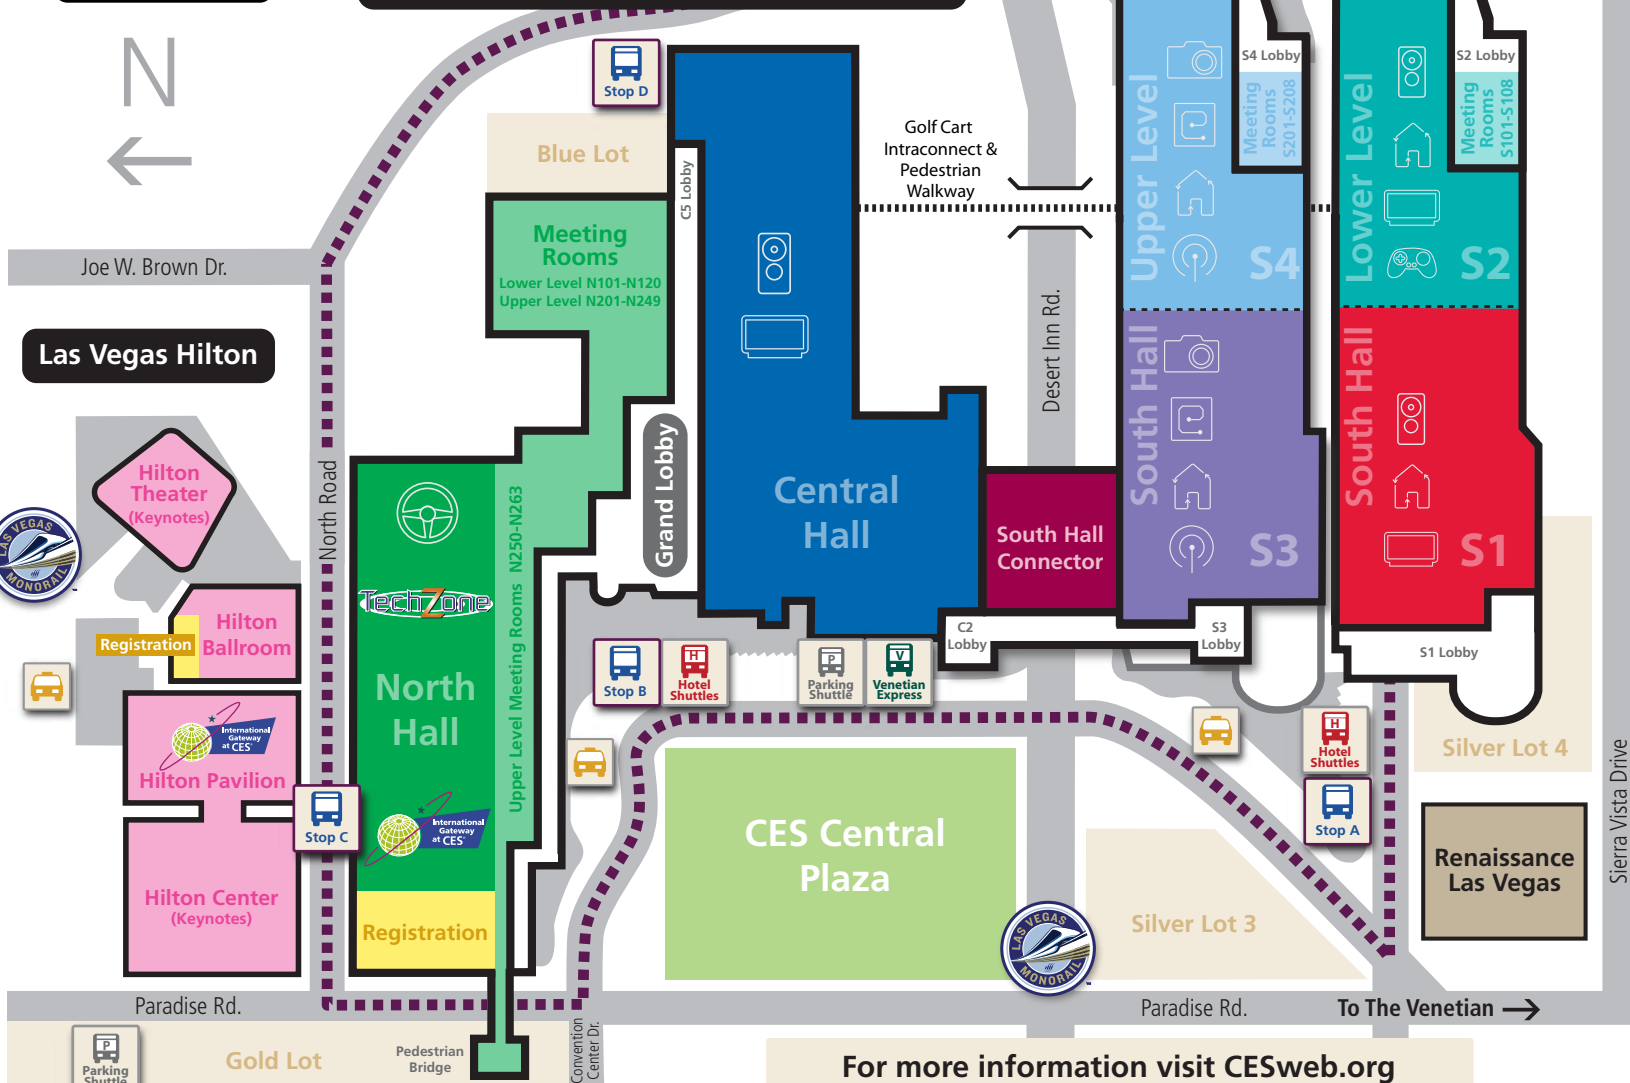 N
Stop D
Blue Lot
C5 Lobby
Golf Cart
Intraconnect &
Pedestrian
Walkway
Upper Level
S4 Lobby
Meeting
Rooms
S201-S208
Lower Level
S2 Lobby
Meeting
Rooms
S101-S108
Meeting
Rooms
Lower Level N101-N120
Upper Level N201-N249
Joe W. Brown Dr.
S4
S2
Las Vegas Hilton
Desert Inn Rd.
South Hall
South Hall
Hilton
Theater
(Keynotes)
North Road
Grand Lobby
Central
Hall
South Hall
Connector
S3
S1
LAS VEGAS
MONORAIL
TechZone
Upper Level Meeting Rooms N250-N263
Hilton
Ballroom
Registration
C2
Lobby
S3
Lobby
S1 Lobby
Stop B
H
Hotel
Shuttles
P
Parking
Shuttle
V
Venetian
Express
North
Hall
International
Gateway
at CES
Hilton Pavilion
H
Hotel
Shuttles
Silver Lot 4
Sierra Vista Drive
Stop C
International
Gateway
at CES
CES Central
Plaza
Stop A
Renaissance
Las Vegas
Hilton Center
(Keynotes)
Registration
LAS VEGAS
MONORAIL
Silver Lot 3
Paradise Rd.
Paradise Rd.
To The Venetian
P
Parking
Shuttle
Gold Lot
Pedestrian
Bridge
Convention
Center Dr.
For more information visit CESweb.org